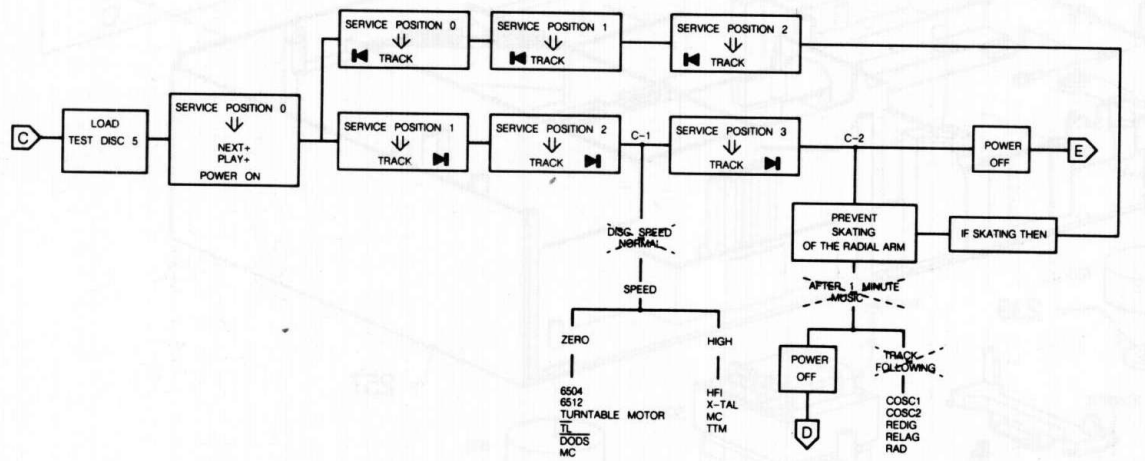 SERVICE POSITION 0
TRACK
SERVICE POSITION 1
TRACK
SERVICE POSITION 2
TRACK
C
LOAD
TEST DISC 5
SERVICE POSITION 0
NEXT+
PLAY+
POWER ON
SERVICE POSITION 1
TRACK
SERVICE POSITION 2
TRACK
C-1
SERVICE POSITION 3
TRACK
C-2
POWER
OFF
E
DISC SPEED
NORMAL
PREVENT
SKATING
OF THE RADIAL ARM
IF SKATING THEN
SPEED
AFTER 1 MINUTE
MUSIC
ZERO
HIGH
POWER
OFF
TRACK
FOLLOWING
6504
6512
TURNTABLE MOTOR
TL
DODS
MC
HFI
X-TAL
MC
TTM
D
COSC1
COSC2
REDIG
RELAG
RAD